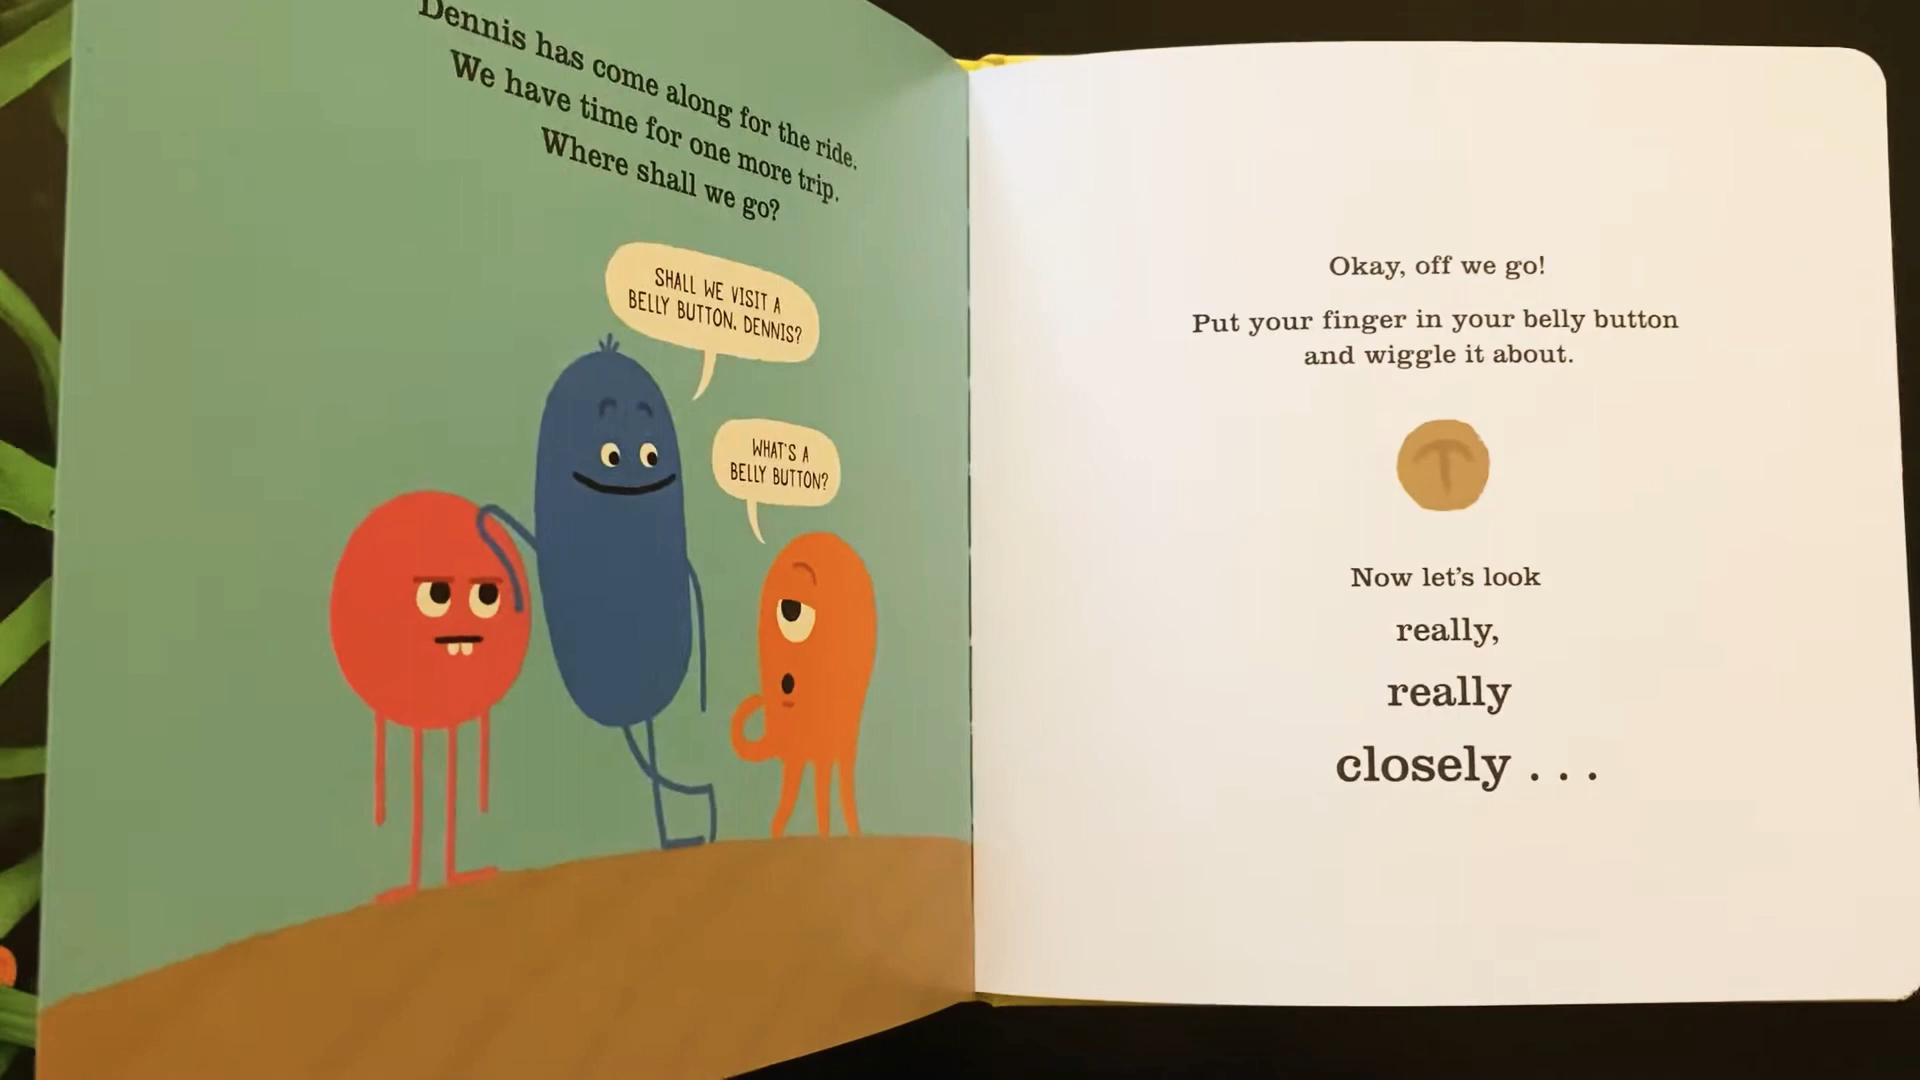 Dennis has come along for the ride.
We have time for one more trip.
Where shall we go?
SHALL WE VISIT A
BELLY BUTTON, DENNIS?
WHAT'S A
BELLY BUTTON?
Okay, off we go!
Put your finger in your belly button
and wiggle it about.
Now let's look
really,
really
closely . . .